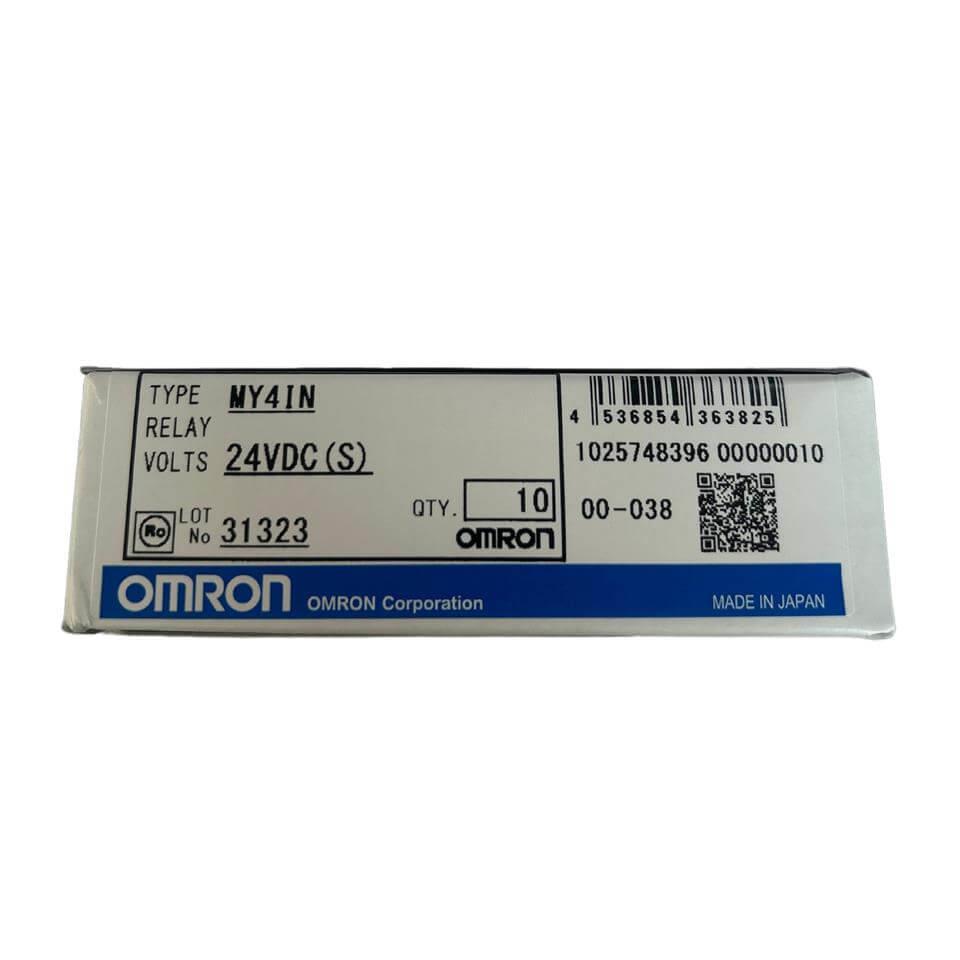 TYPE MY4IN
RELAY
VOLTS 24VDC(S)
Ro LOT No 31323
QTY. 10
OMRON
4 536854 363825
1025748396 00000010
00-038
OMRON OMRON Corporation MADE IN JAPAN